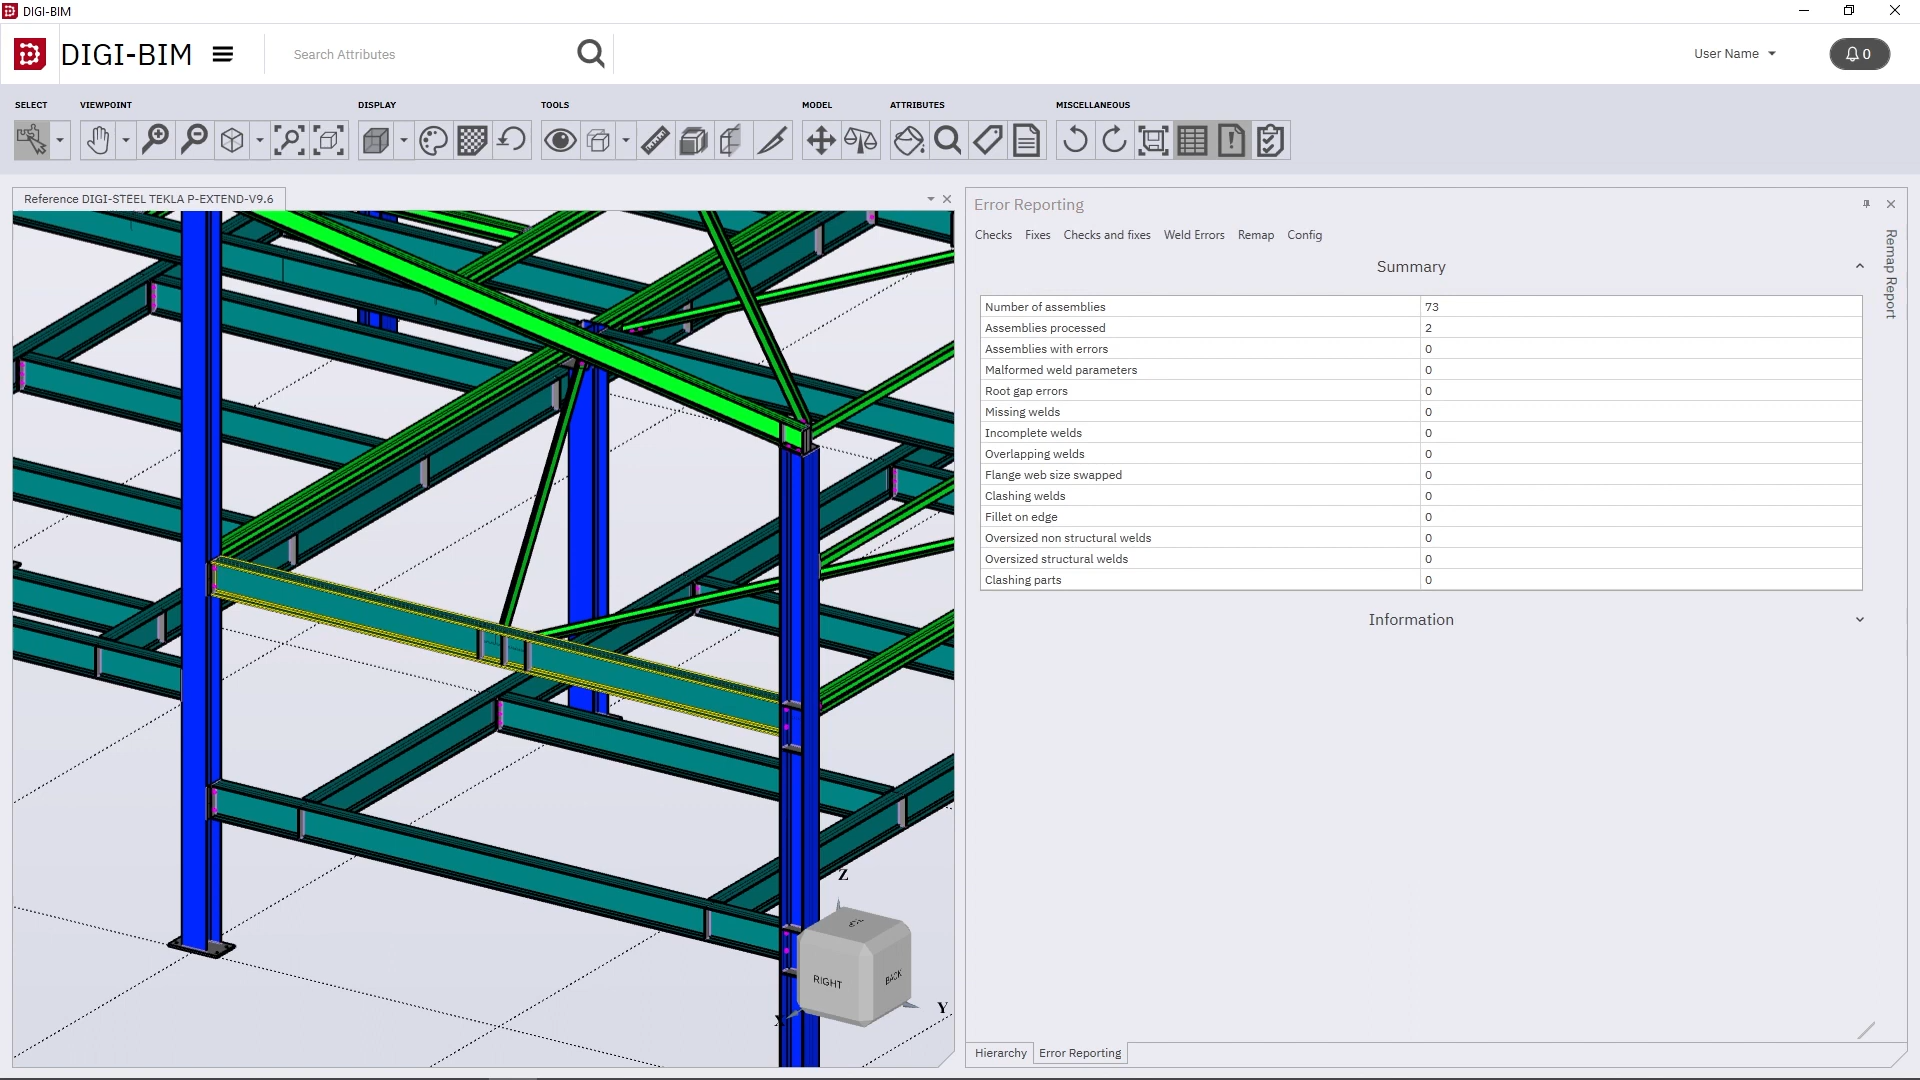 DIGI-BIM
DIGI-BIM
Search Attributes
User Name
0
SELECT
VIEWPOINT
DISPLAY
TOOLS
MODEL
ATTRIBUTES
MISCELLANEOUS
Reference DIGI-STEEL TEKLA P-EXTEND-V9.6
Z
RIGHT
BACK
Y
X
Error Reporting
Checks Fixes Checks and fixes Weld Errors Remap Config
Remap Report
Summary
Number of assemblies 73
Assemblies processed 2
Assemblies with errors 0
Malformed weld parameters 0
Root gap errors 0
Missing welds 0
Incomplete welds 0
Overlapping welds 0
Flange web size swapped 0
Clashing welds 0
Fillet on edge 0
Oversized non structural welds 0
Oversized structural welds 0
Clashing parts 0
Information
Hierarchy Error Reporting